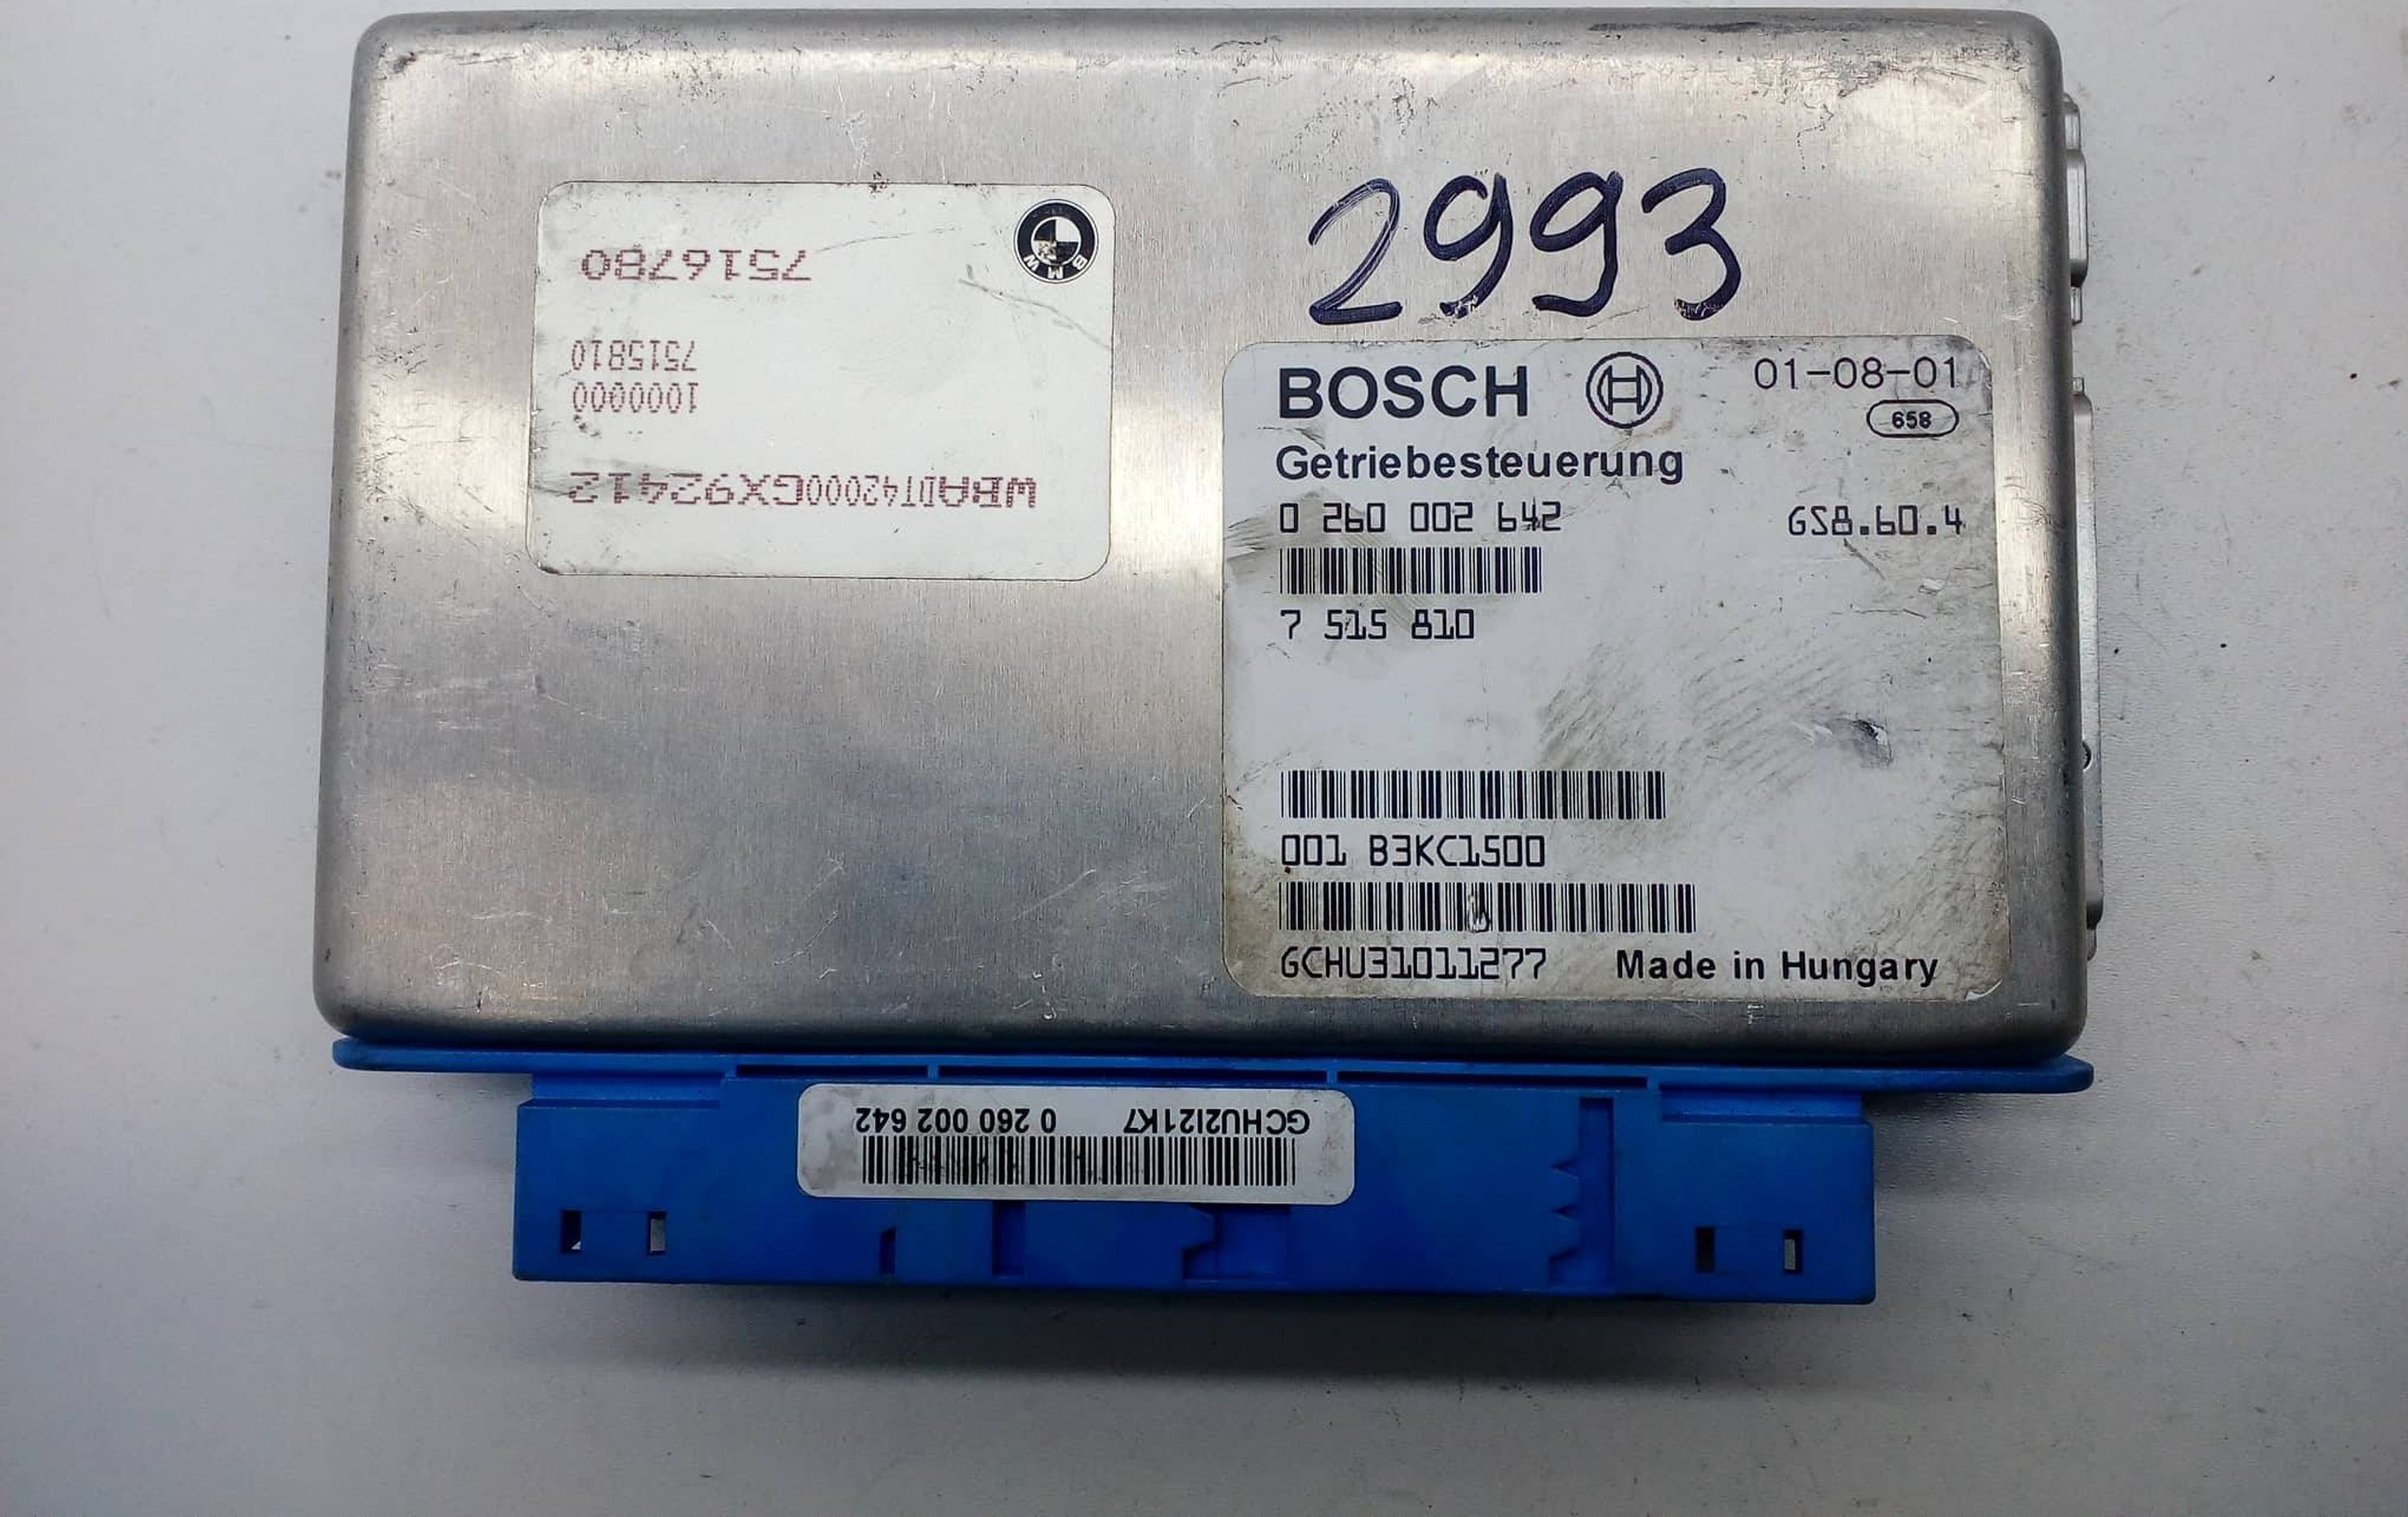 2993
BMW
7516780
7515810
1000000
WBADT42000GX92412
BOSCH
01-08-01
658
Getriebesteuerung
0 260 002 642
GS8.60.4
7 515 810
001 B3KC1500
GCHU31011277
Made in Hungary
GCHU2I21K7 0 260 002 642